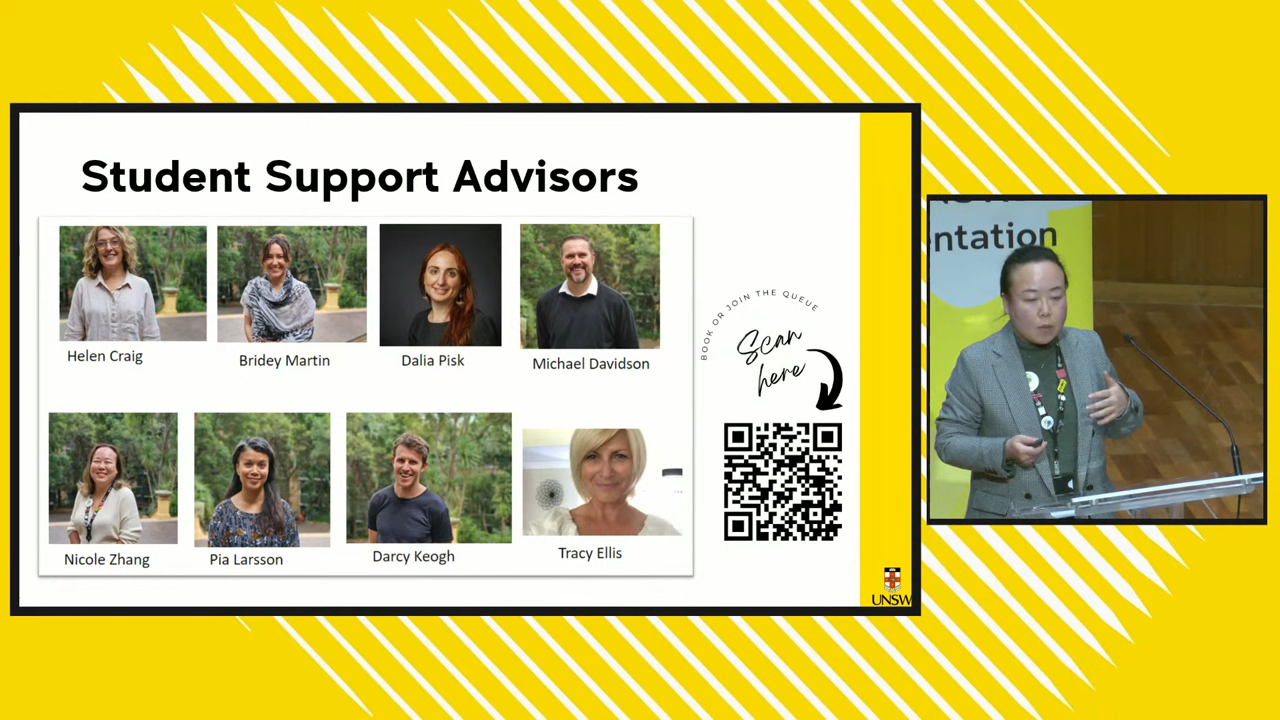 Student Support Advisors
Helen Craig
Bridey Martin
Dalia Pisk
Michael Davidson
Nicole Zhang
Pia Larsson
Darcy Keogh
Tracy Ellis
BOOK OR JOIN THE QUEUE
Scan
here
UNSW
entation